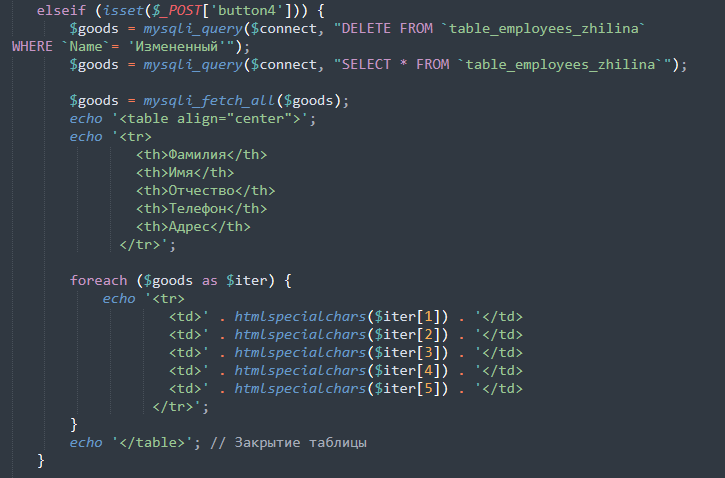 elseif (isset($_POST['button4'])) {
$goods = mysqli_query($connect, "DELETE FROM `table_employees_zhilina`
WHERE `Name`= 'Измененный'");
$goods = mysqli_query($connect, "SELECT * FROM `table_employees_zhilina`");
$goods = mysqli_fetch_all($goods);
echo '<table align="center">';
echo '<tr>
<th>Фамилия</th>
<th>Имя</th>
<th>Отчество</th>
<th>Телефон</th>
<th>Адрес</th>
</tr>';
foreach ($goods as $iter) {
echo '<tr>
<td>' . htmlspecialchars($iter[1]) . '</td>
<td>' . htmlspecialchars($iter[2]) . '</td>
<td>' . htmlspecialchars($iter[3]) . '</td>
<td>' . htmlspecialchars($iter[4]) . '</td>
<td>' . htmlspecialchars($iter[5]) . '</td>
</tr>';
}
echo '</table>'; // Закрытие таблицы
}